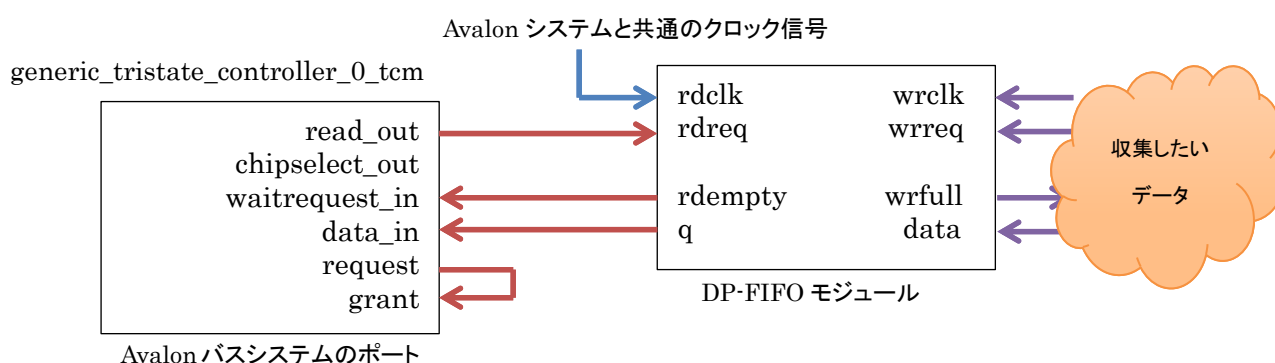 Avalon システムと共通のクロック信号
generic_tristate_controller_0_tcm
read_out
chipselect_out
waitrequest_in
data_in
request
grant
Avalon バスシステムのポート
rdclk
rdreq
rdempty
q
wrclk
wrreq
wrfull
data
DP-FIFO モジュール
収集したい
データ